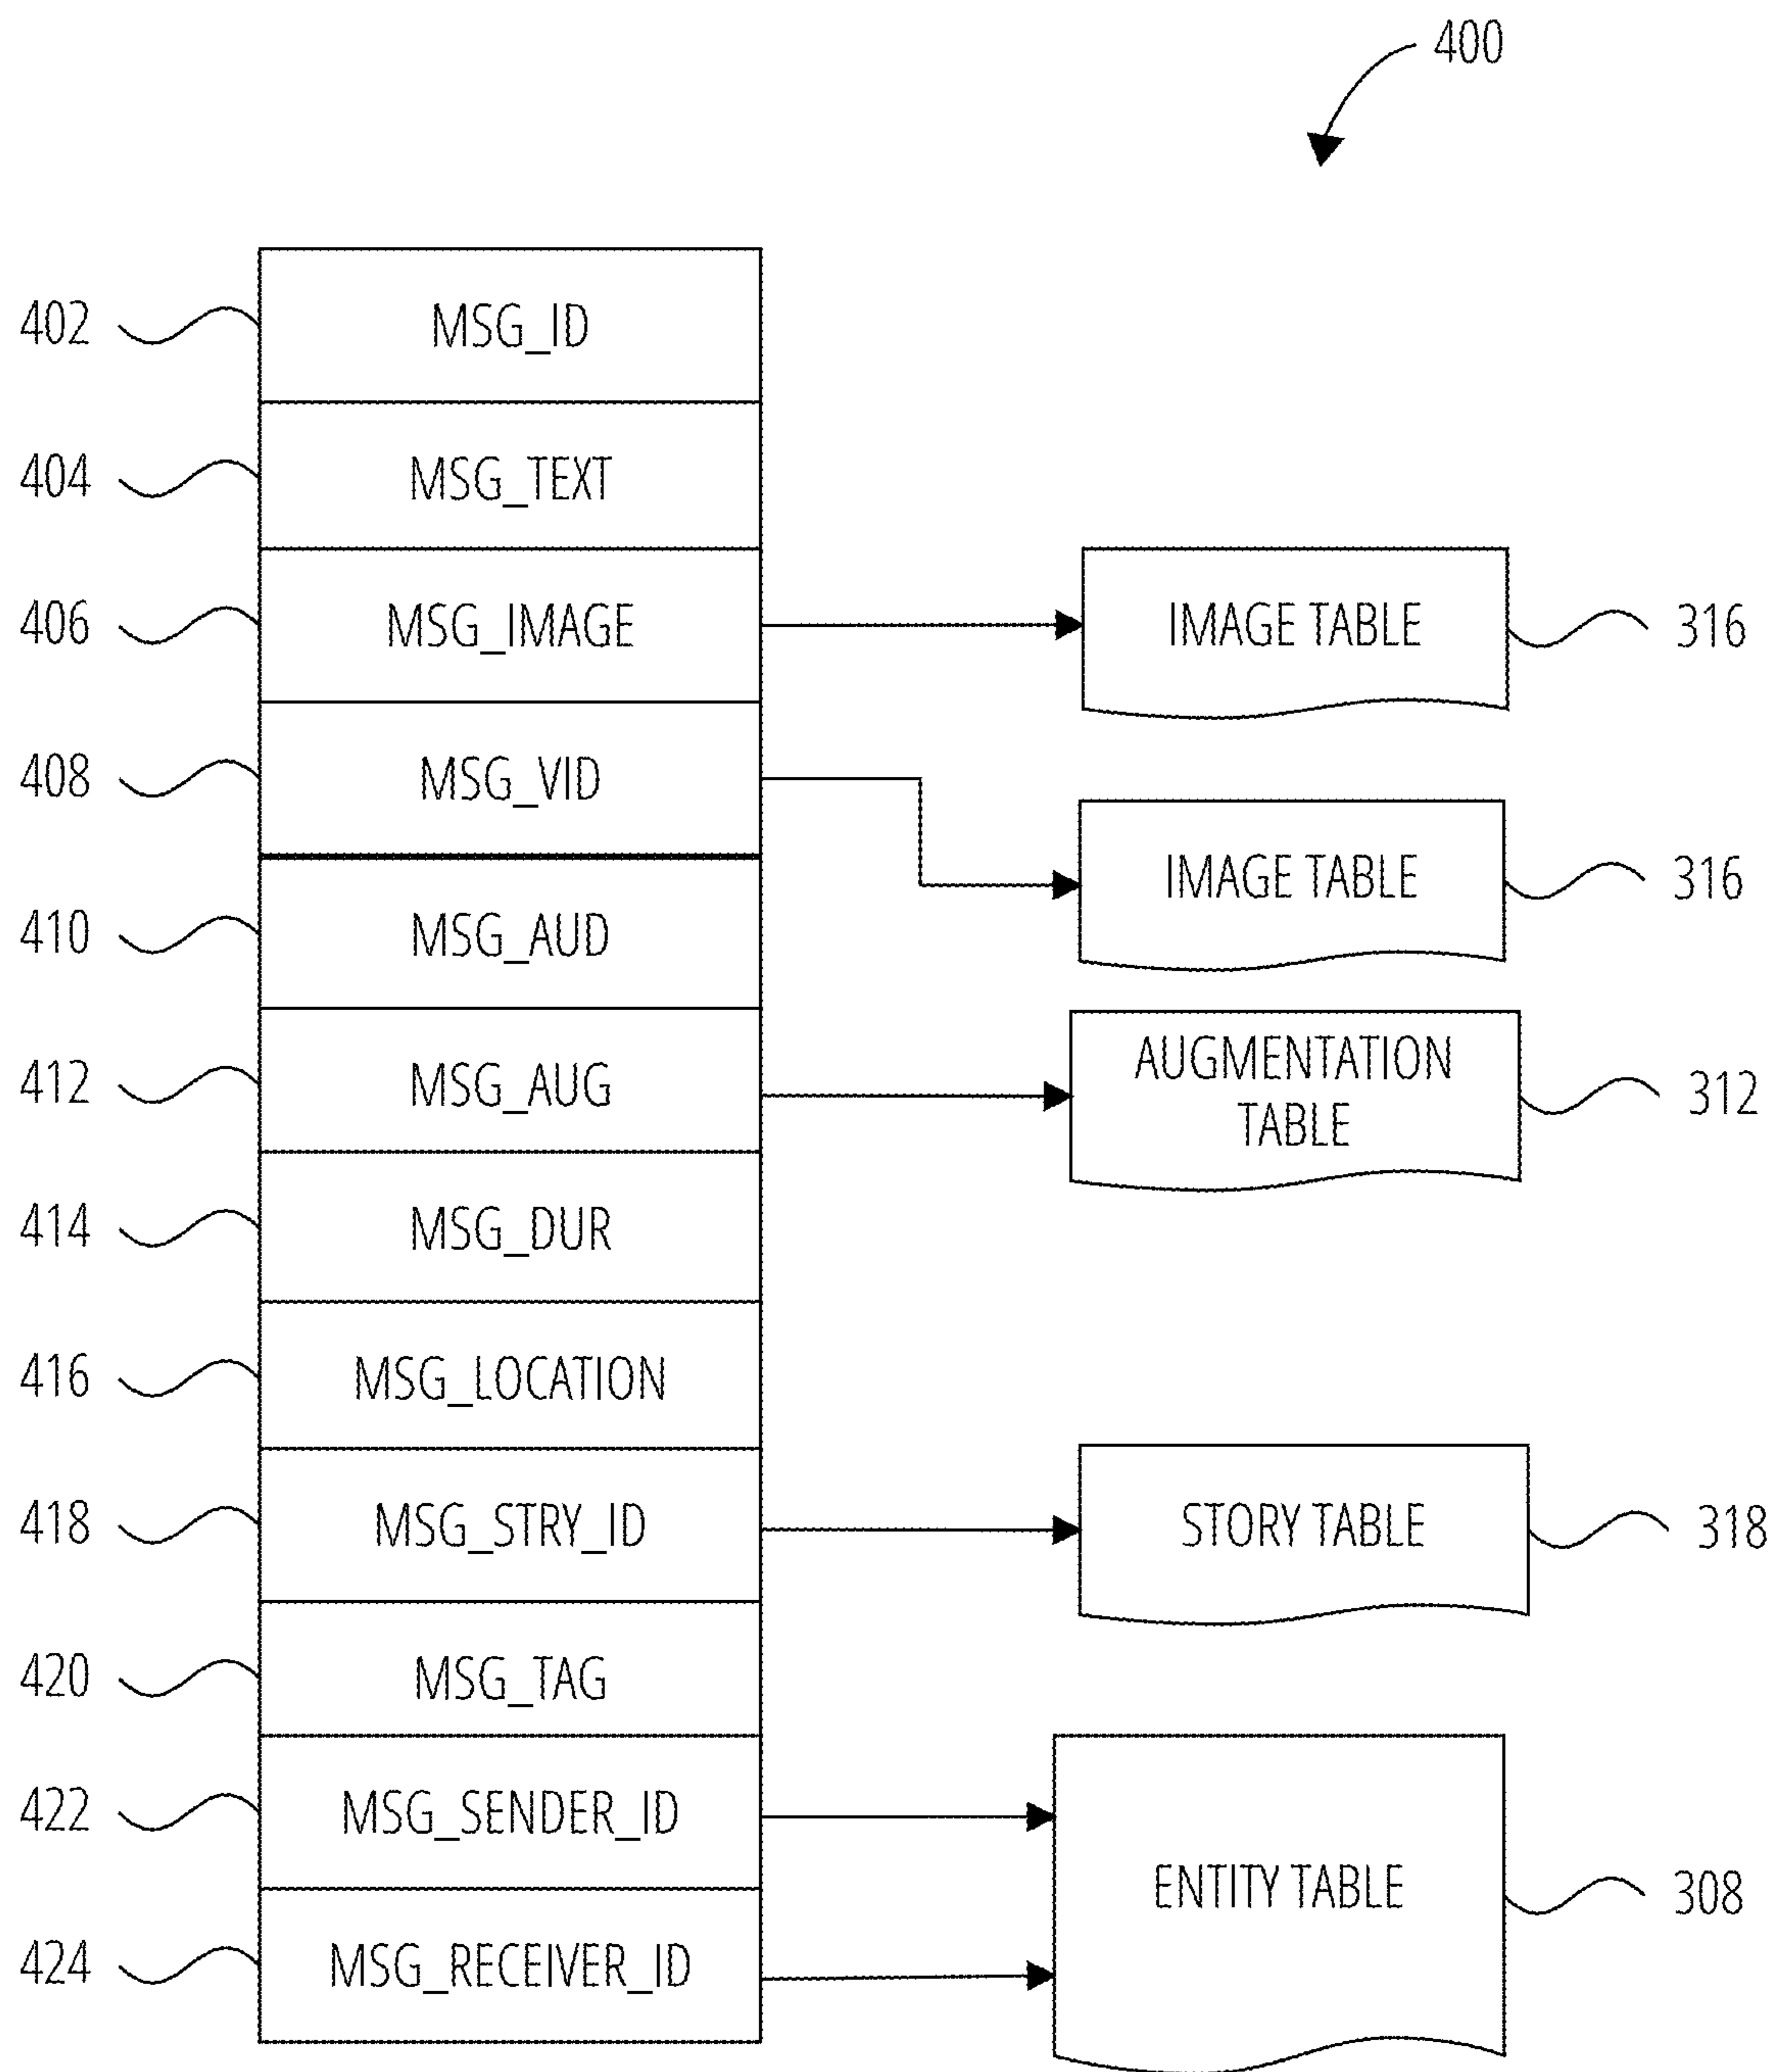 400
402 MSG_ID
404 MSG_TEXT
406 MSG_IMAGE IMAGE TABLE 316
408 MSG_VID
IMAGE TABLE 316
410 MSG_AUD
412 MSG_AUG AUGMENTATION
TABLE 312
414 MSG_DUR
416 MSG_LOCATION
418 MSG_STRY_ID STORY TABLE 318
420 MSG_TAG
422 MSG_SENDER_ID
ENTITY TABLE 308
424 MSG_RECEIVER_ID